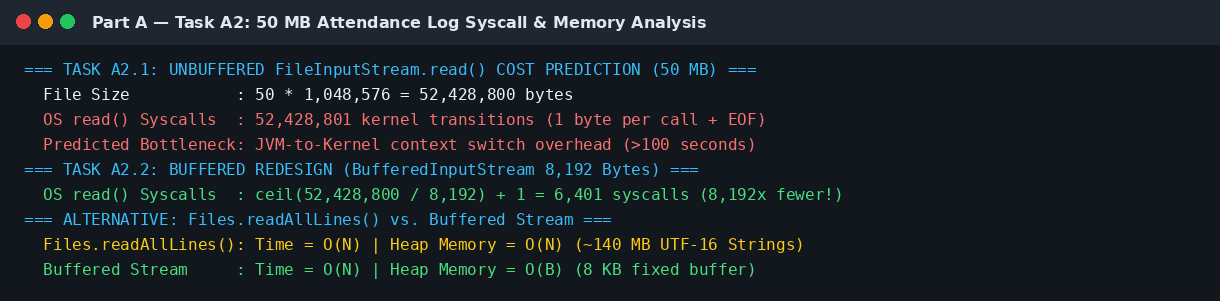 Part A — Task A2: 50 MB Attendance Log Syscall & Memory Analysis
=== TASK A2.1: UNBUFFERED FileInputStream.read() COST PREDICTION (50 MB) ===
File Size           : 50 * 1,048,576 = 52,428,800 bytes
OS read() Syscalls  : 52,428,801 kernel transitions (1 byte per call + EOF)
Predicted Bottleneck: JVM-to-Kernel context switch overhead (>100 seconds)
=== TASK A2.2: BUFFERED REDESIGN (BufferedInputStream 8,192 Bytes) ===
OS read() Syscalls  : ceil(52,428,800 / 8,192) + 1 = 6,401 syscalls (8,192x fewer!)
=== ALTERNATIVE: Files.readAllLines() vs. Buffered Stream ===
Files.readAllLines(): Time = O(N) | Heap Memory = O(N) (~140 MB UTF-16 Strings)
Buffered Stream     : Time = O(N) | Heap Memory = O(B) (8 KB fixed buffer)